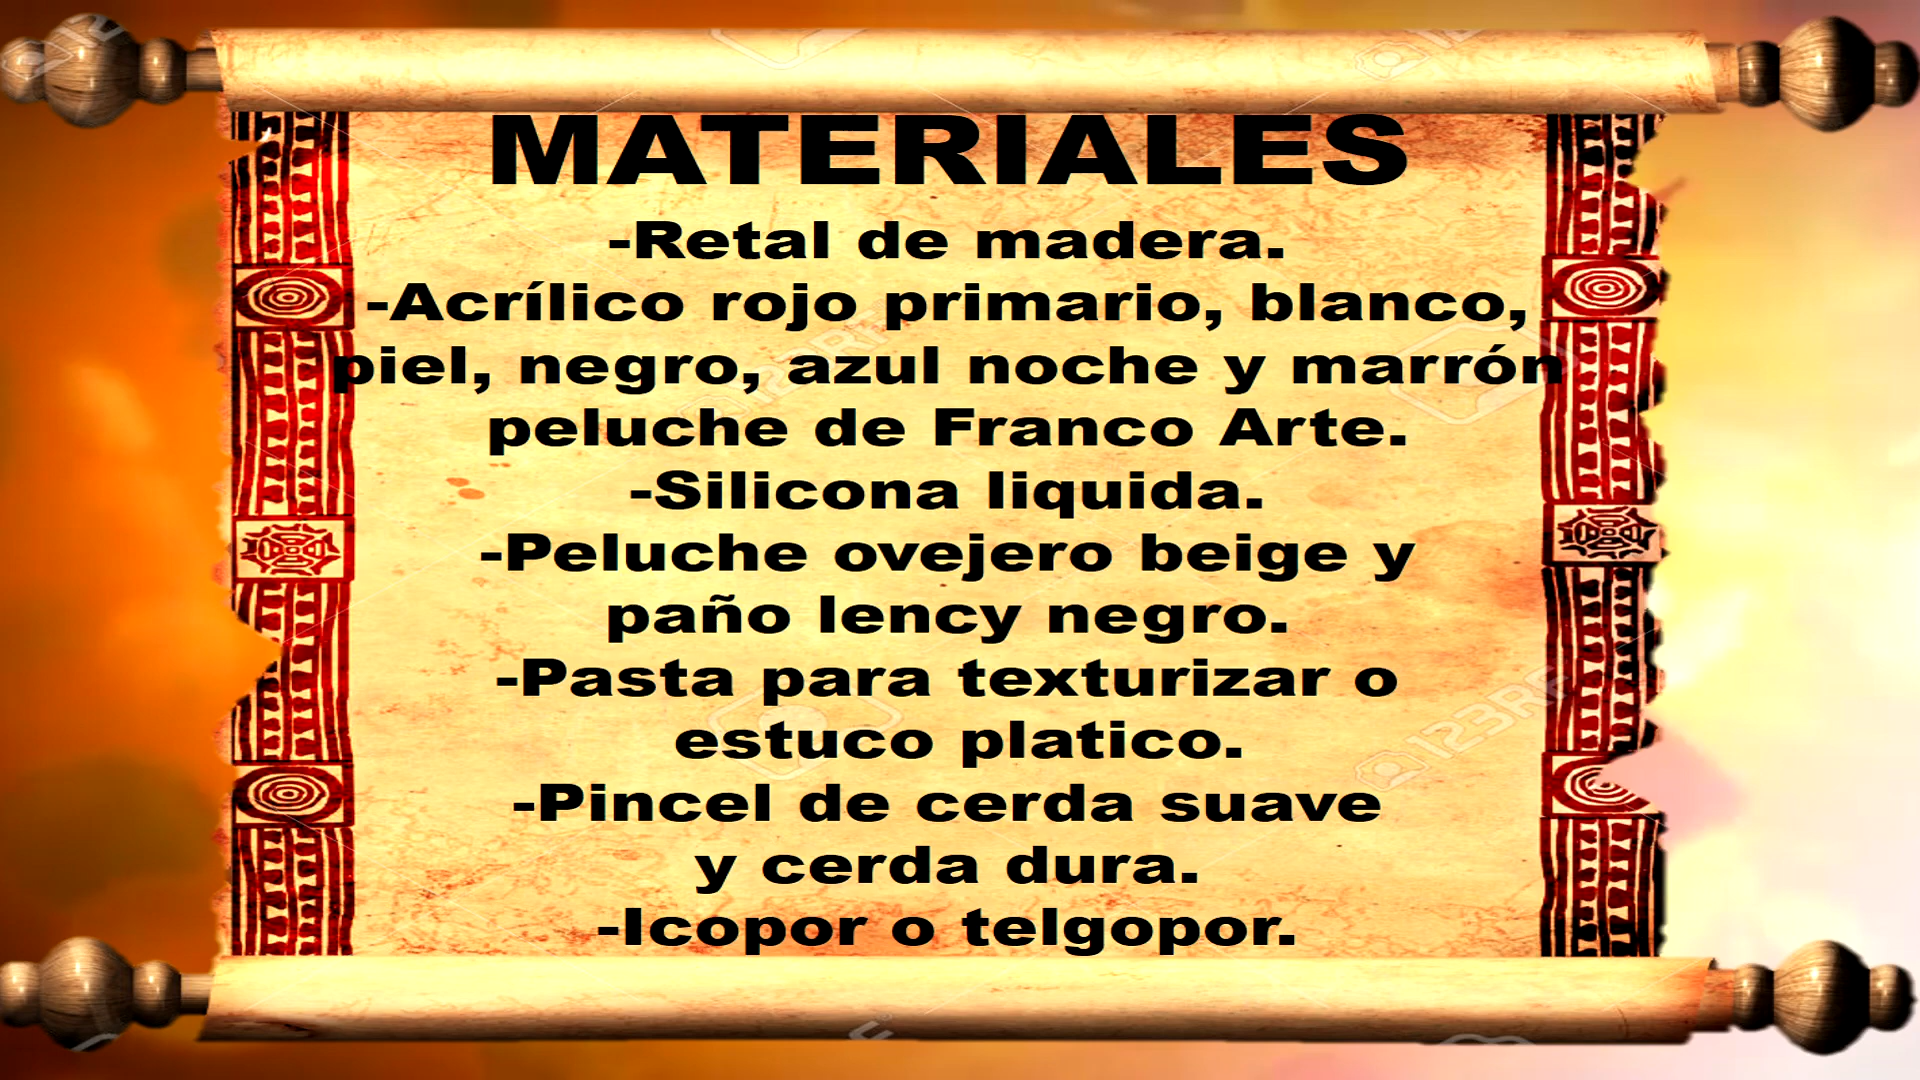 MATERIALES
-Retal de madera.
-Acrílico rojo primario, blanco,
piel, negro, azul noche y marrón
peluche de Franco Arte.
-Silicona liquida.
-Peluche ovejero beige y
paño lency negro.
-Pasta para texturizar o
estuco platico.
-Pincel de cerda suave
y cerda dura.
-Icopor o telgopor.
123RF
123RF